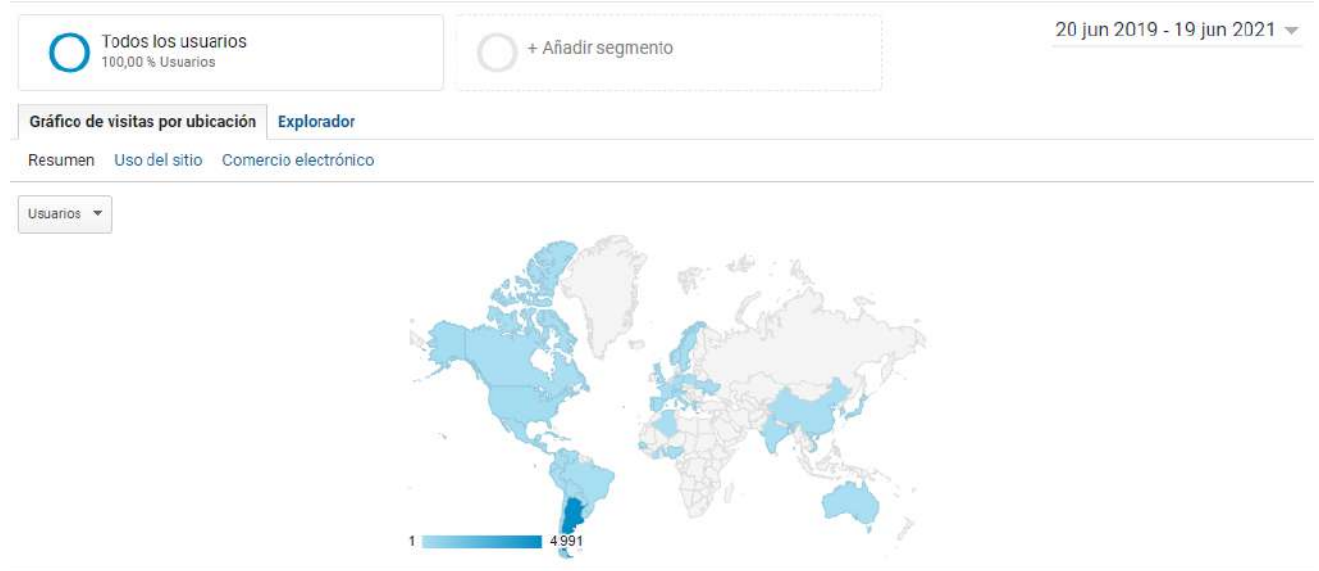 Todos los usuarios
100,00 % Usuarios
+ Añadir segmento
20 jun 2019 - 19 jun 2021
Gráfico de visitas por ubicación Explorador
Resumen Uso del sitio Comercio electrónico
Usuarios
1 4.991